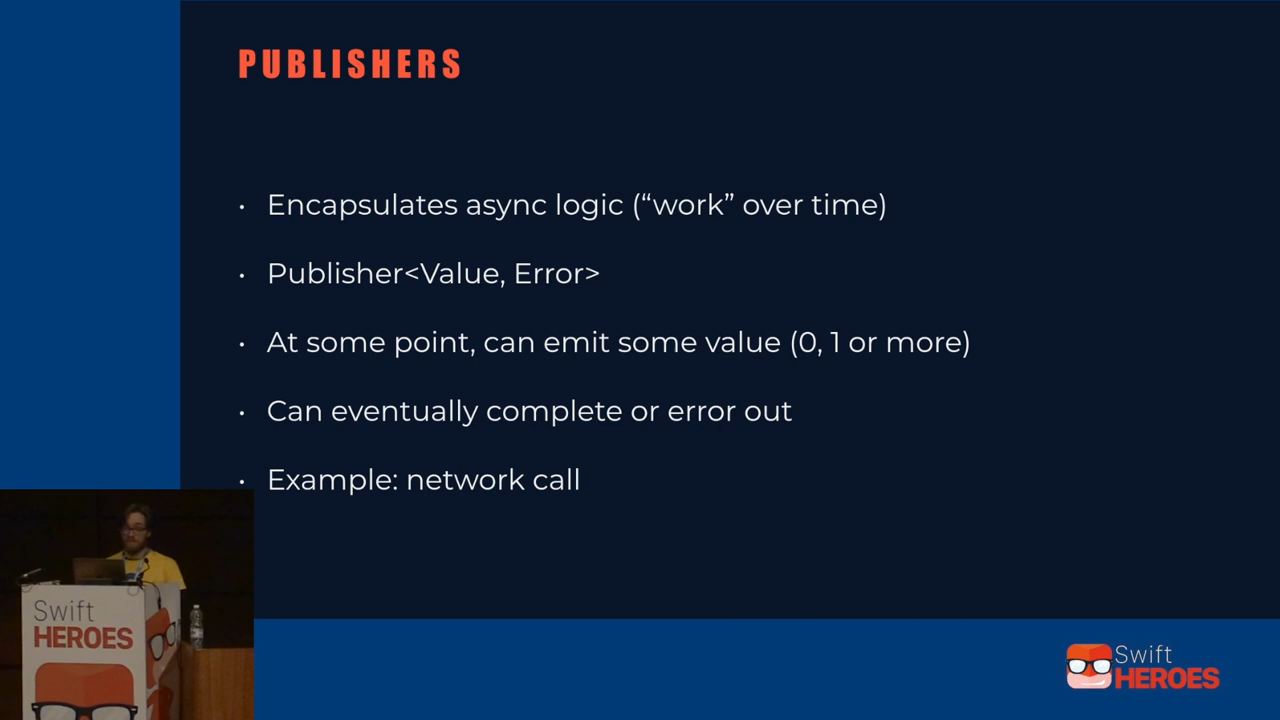 PUBLISHERS
• Encapsulates async logic (“work” over time)
• Publisher<Value, Error>
• At some point, can emit some value (0, 1 or more)
• Can eventually complete or error out
• Example: network call
Swift
HEROES
Swift
HEROES